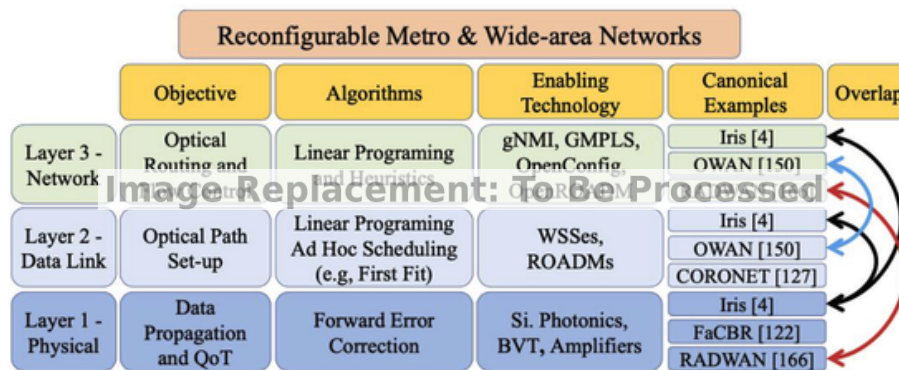 Reconfigurable Metro & Wide-area Networks
Objective
Algorithms
Enabling
Technology
Canonical
Examples
Overlap
Layer 3 -
Network
Optical
Routing and
Flow Control
Linear Programing
and Heuristics
gNMI, GMPLS,
OpenConfig,
OpenROADM
Iris [4]
OWAN [150]
RADWAN
Image Replacement: To Be Processed
Layer 2 -
Data Link
Optical Path
Set-up
Linear Programing
Ad Hoc Scheduling
(e.g, First Fit)
WSSes,
ROADMs
Iris [4]
OWAN [150]
CORONET [127]
Layer 1 -
Physical
Data
Propagation
and QoT
Forward Error
Correction
Si. Photonics,
BVT, Amplifiers
Iris [4]
FaCBR [122]
RADWAN [166]